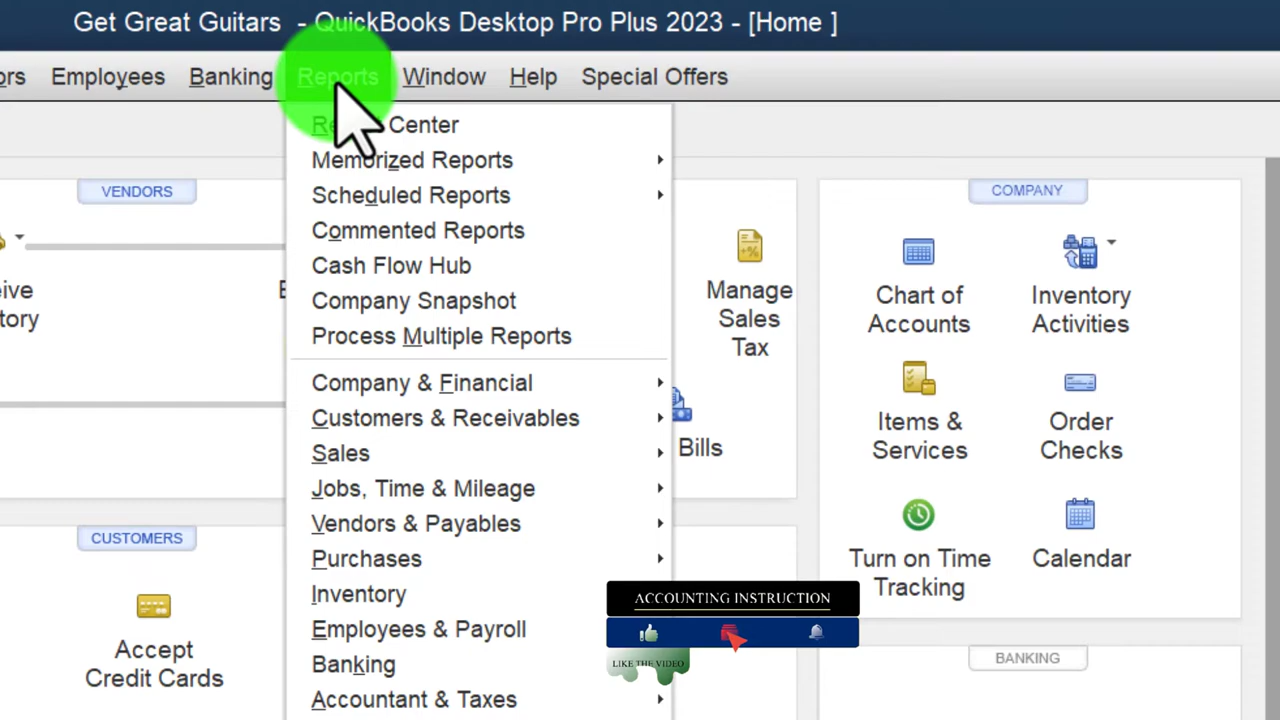 Get Great Guitars - QuickBooks Desktop Pro Plus 2023 - [Home ]
ors Employees Banking Reports Window Help Special Offers
Center
Memorized Reports
Scheduled Reports
Commented Reports
Cash Flow Hub
Company Snapshot
Process Multiple Reports
Company & Financial
Customers & Receivables
Sales
Jobs, Time & Mileage
Vendors & Payables
Purchases
Inventory
Employees & Payroll
Banking
Accountant & Taxes
VENDORS
eive
tory
CUSTOMERS
Accept
Credit Cards
Manage
Sales
Tax
Bills
COMPANY
Chart of
Accounts
Inventory
Activities
Items &
Services
Order
Checks
Turn on Time
Tracking
Calendar
BANKING
ACCOUNTING INSTRUCTION
LIKE THE VIDEO